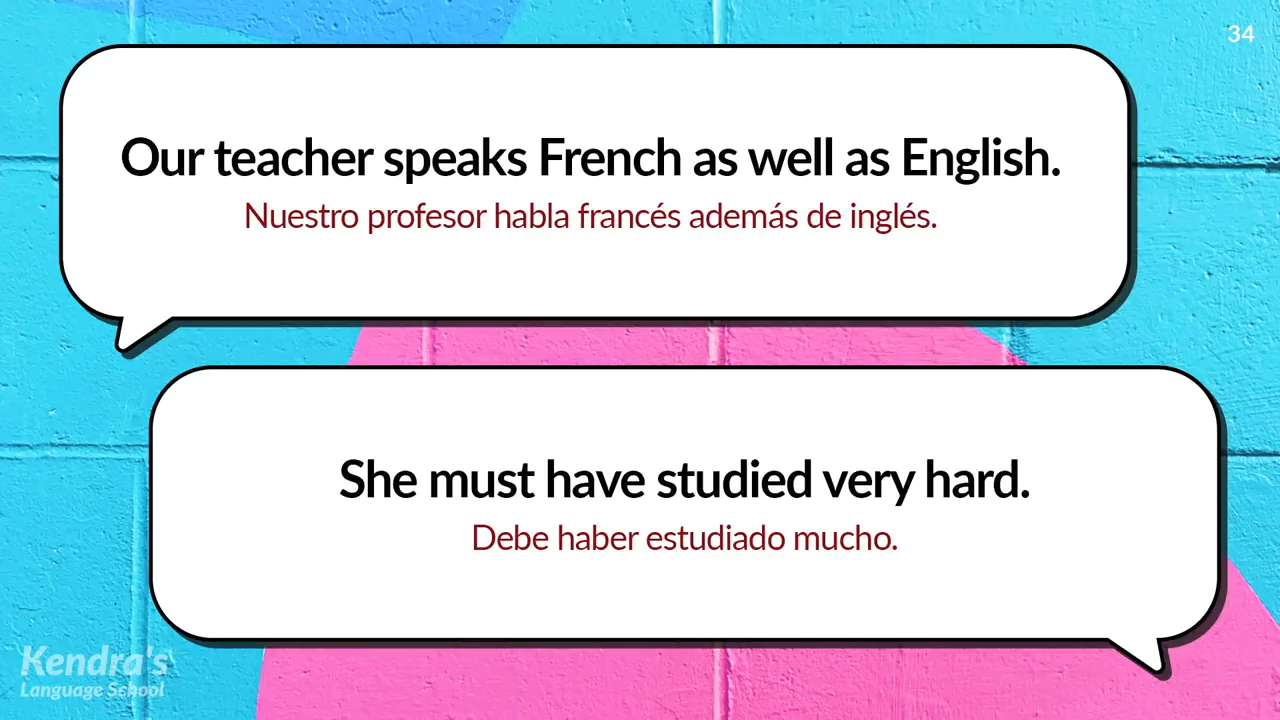 34
Our teacher speaks French as well as English.
Nuestro profesor habla francés además de inglés.
She must have studied very hard.
Debe haber estudiado mucho.
Kendra's
Language School